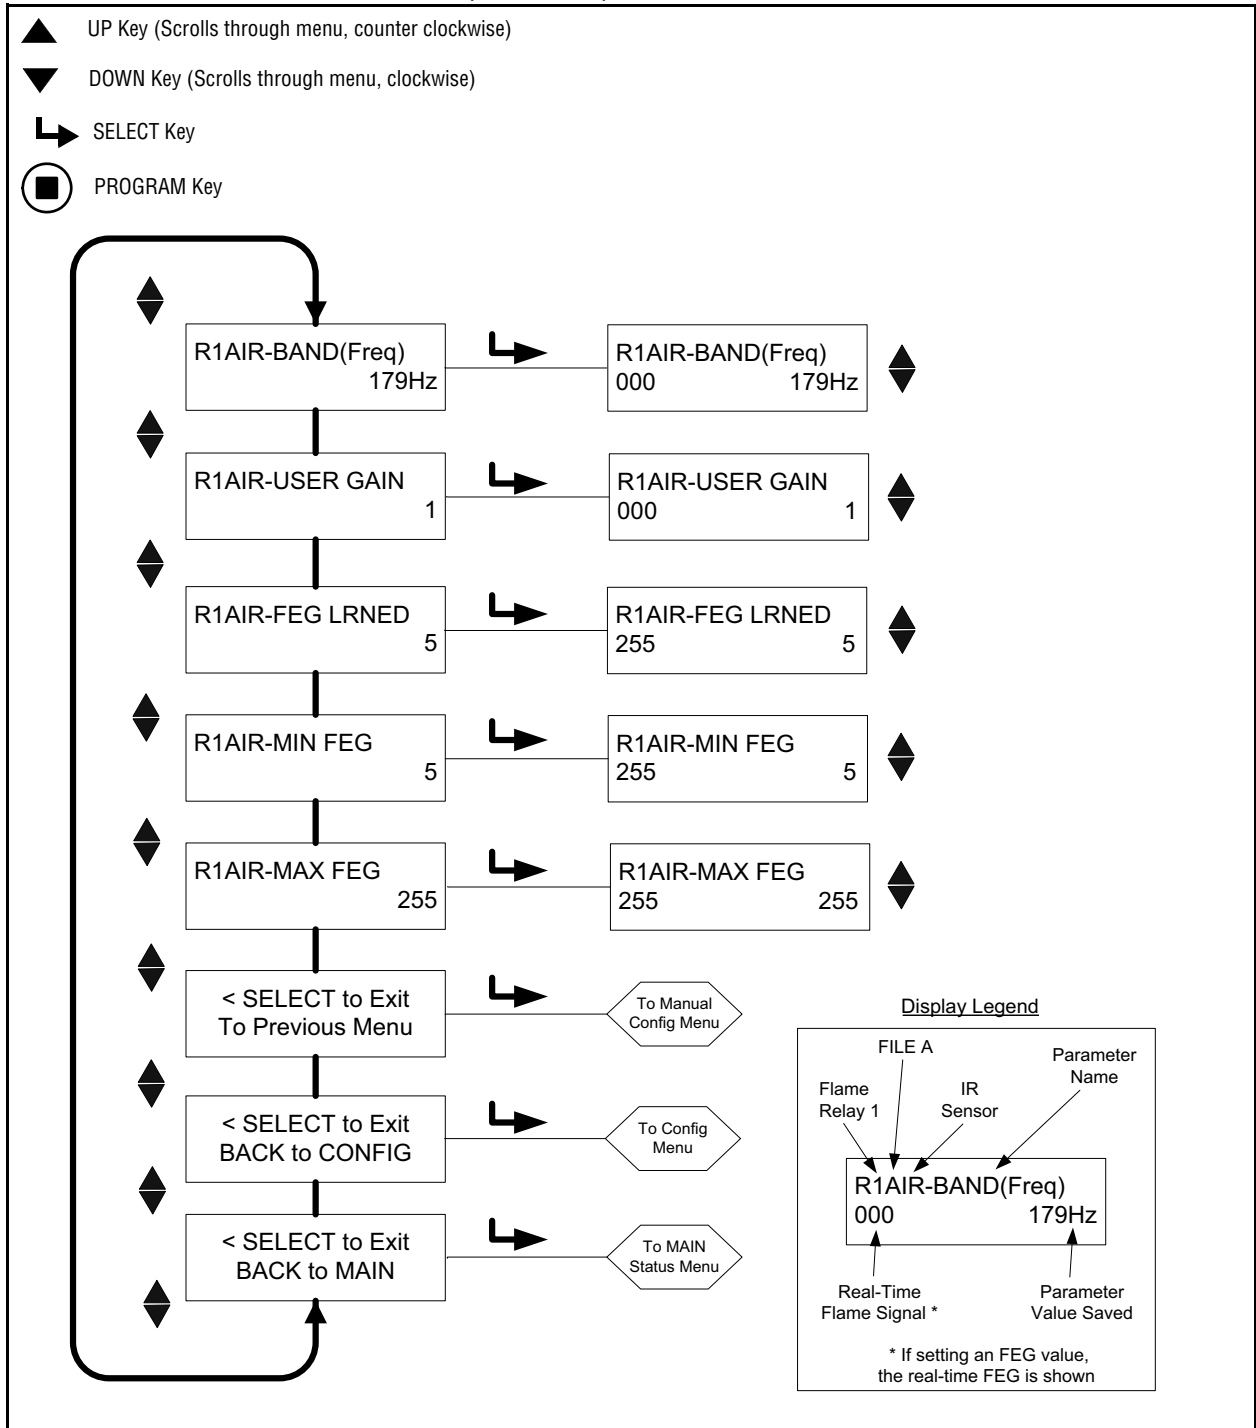 UP Key (Scrolls through menu, counter clockwise)
DOWN Key (Scrolls through menu, clockwise)
SELECT Key
PROGRAM Key
R1AIR-BAND(Freq)
179Hz
R1AIR-BAND(Freq)
000 179Hz
R1AIR-USER GAIN
1
R1AIR-USER GAIN
000 1
R1AIR-FEG LRNED
5
R1AIR-FEG LRNED
255 5
R1AIR-MIN FEG
5
R1AIR-MIN FEG
255 5
R1AIR-MAX FEG
255
R1AIR-MAX FEG
255 255
< SELECT to Exit
To Previous Menu
To Manual
Config Menu
< SELECT to Exit
BACK to CONFIG
To Config
Menu
< SELECT to Exit
BACK to MAIN
To MAIN
Status Menu
Display Legend
FILE A
Parameter
Name
Flame
Relay 1
IR
Sensor
R1AIR-BAND(Freq)
000 179Hz
Real-Time
Flame Signal *
Parameter
Value Saved
* If setting an FEG value,
the real-time FEG is shown